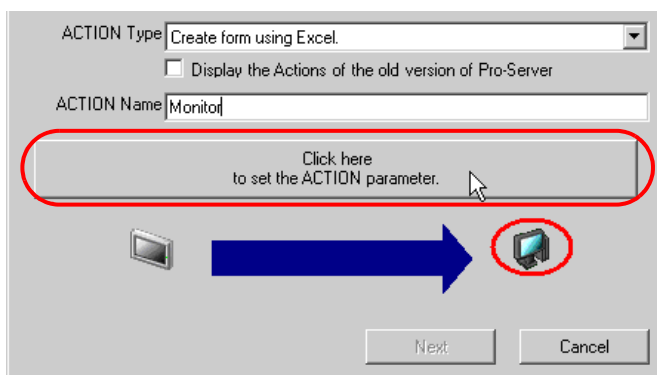 ACTION Type Create form using Excel.
Display the Actions of the old version of Pro-Server
ACTION Name Monitor
Click here
to set the ACTION parameter.
Next Cancel